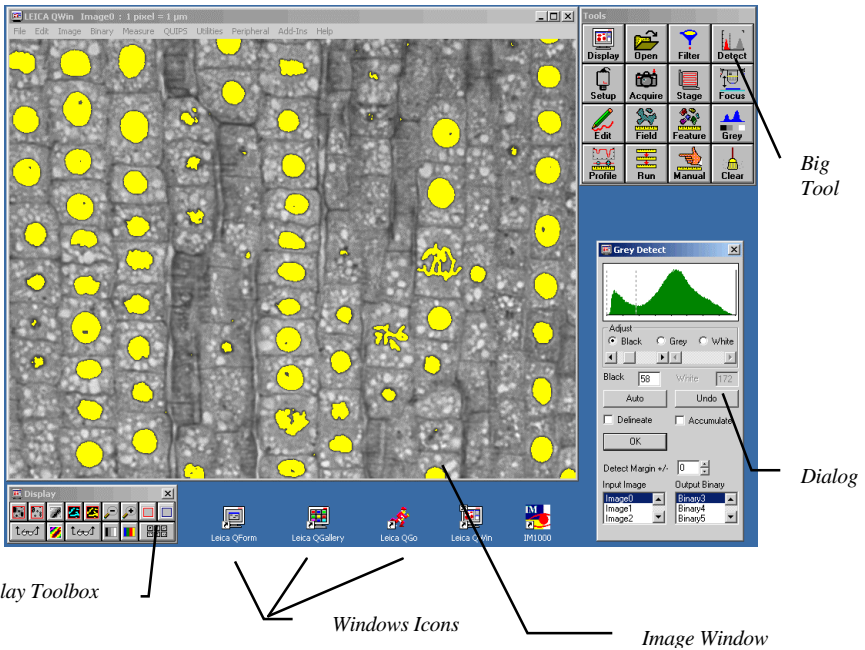 LEICA QWin Image0 : 1 pixel = 1 µm
File Edit Image Binary Measure QUIPS Utilities Peripheral Add-Ins Help
Tools
Display Open Filter Detect
Setup Acquire Stage Focus
Edit Field Feature Grey
Profile Run Manual Clear
Big
Tool
Grey Detect
Adjust
Black Grey White
Black 58 White 172
Auto Undo
Delineate Accumulate
OK
Detect Margin +/- 0
Input Image Output Binary
Image0 Binary3
Image1 Binary4
Image2 Binary5
Dialog
Display
Leica QForm Leica QGallery Leica QGo Leica QWin IM1000
IM
lay Toolbox
Windows Icons
Image Window